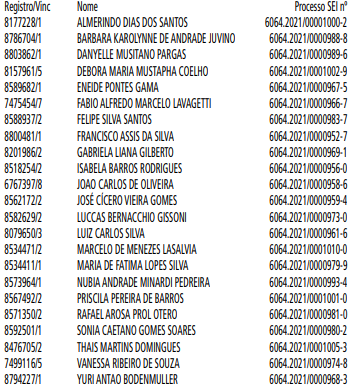 Registro/Vinc Nome Processo SEI nº
8177228/1 ALMERINDO DIAS DOS SANTOS 6064.2021/00001000-2
8786704/1 BARBARA KAROLYNNE DE ANDRADE JUVINO 6064.2021/0000988-8
8803862/1 DANYELLE MUSITANO PARGAS 6064.2021/0000989-6
8157961/5 DEBORA MARIA MUSTAPHA COELHO 6064.2021/0001002-9
8589682/1 ENEIDE PONTES GAMA 6064.2021/0000967-5
7475454/7 FABIO ALFREDO MARCELO LAVAGETTI 6064.2021/0000966-7
8588937/2 FELIPE SILVA SANTOS 6064.2021/0000983-7
8800481/1 FRANCISCO ASSIS DA SILVA 6064.2021/0000952-7
8201986/2 GABRIELA LIANA GILBERTO 6064.2021/0000969-1
8518254/2 ISABELA BARROS RODRIGUES 6064.2021/0000956-0
6767397/8 JOAO CARLOS DE OLIVEIRA 6064.2021/0000958-6
8562172/2 JOSÉ CÍCERO VIEIRA GOMES 6064.2021/0000959-4
8582629/2 LUCCAS BERNACCHIO GISSONI 6064.2021/0000973-0
8079650/3 LUIZ CARLOS SILVA 6064.2021/0000961-6
8534471/2 MARCELO DE MENEZES LASALVIA 6064.2021/0001010-0
8534411/1 MARIA DE FATIMA LOPES SILVA 6064.2021/0000979-9
8573964/1 NUBIA ANDRADE MINARDI PEDREIRA 6064.2021/0000993-4
8567492/2 PRISCILA PEREIRA DE BARROS 6064.2021/0001001-0
8571350/2 RAFAEL AROSA PROL OTERO 6064.2021/0000981-0
8592501/1 SONIA CAETANO GOMES SOARES 6064.2021/0000980-2
8476705/2 THAIS MARTINS DOMINGUES 6064.2021/0001005-3
7499116/5 VANESSA RIBEIRO DE SOUZA 6064.2021/0000974-8
8794227/1 YURI ANTAO BODENMULLER 6064.2021/0000968-3